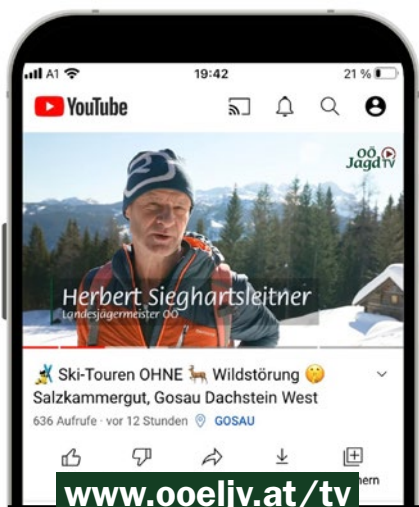 A1
19:42
21 %
YouTube
OÖ
Jagd TV
Herbert Sieghartsleitner
Landesjägermeister OÖ
Ski-Touren OHNE Wildstörung
Salzkammergut, Gosau Dachstein West
636 Aufrufe · vor 12 Stunden GOSAU
www.ooeljv.at/tv